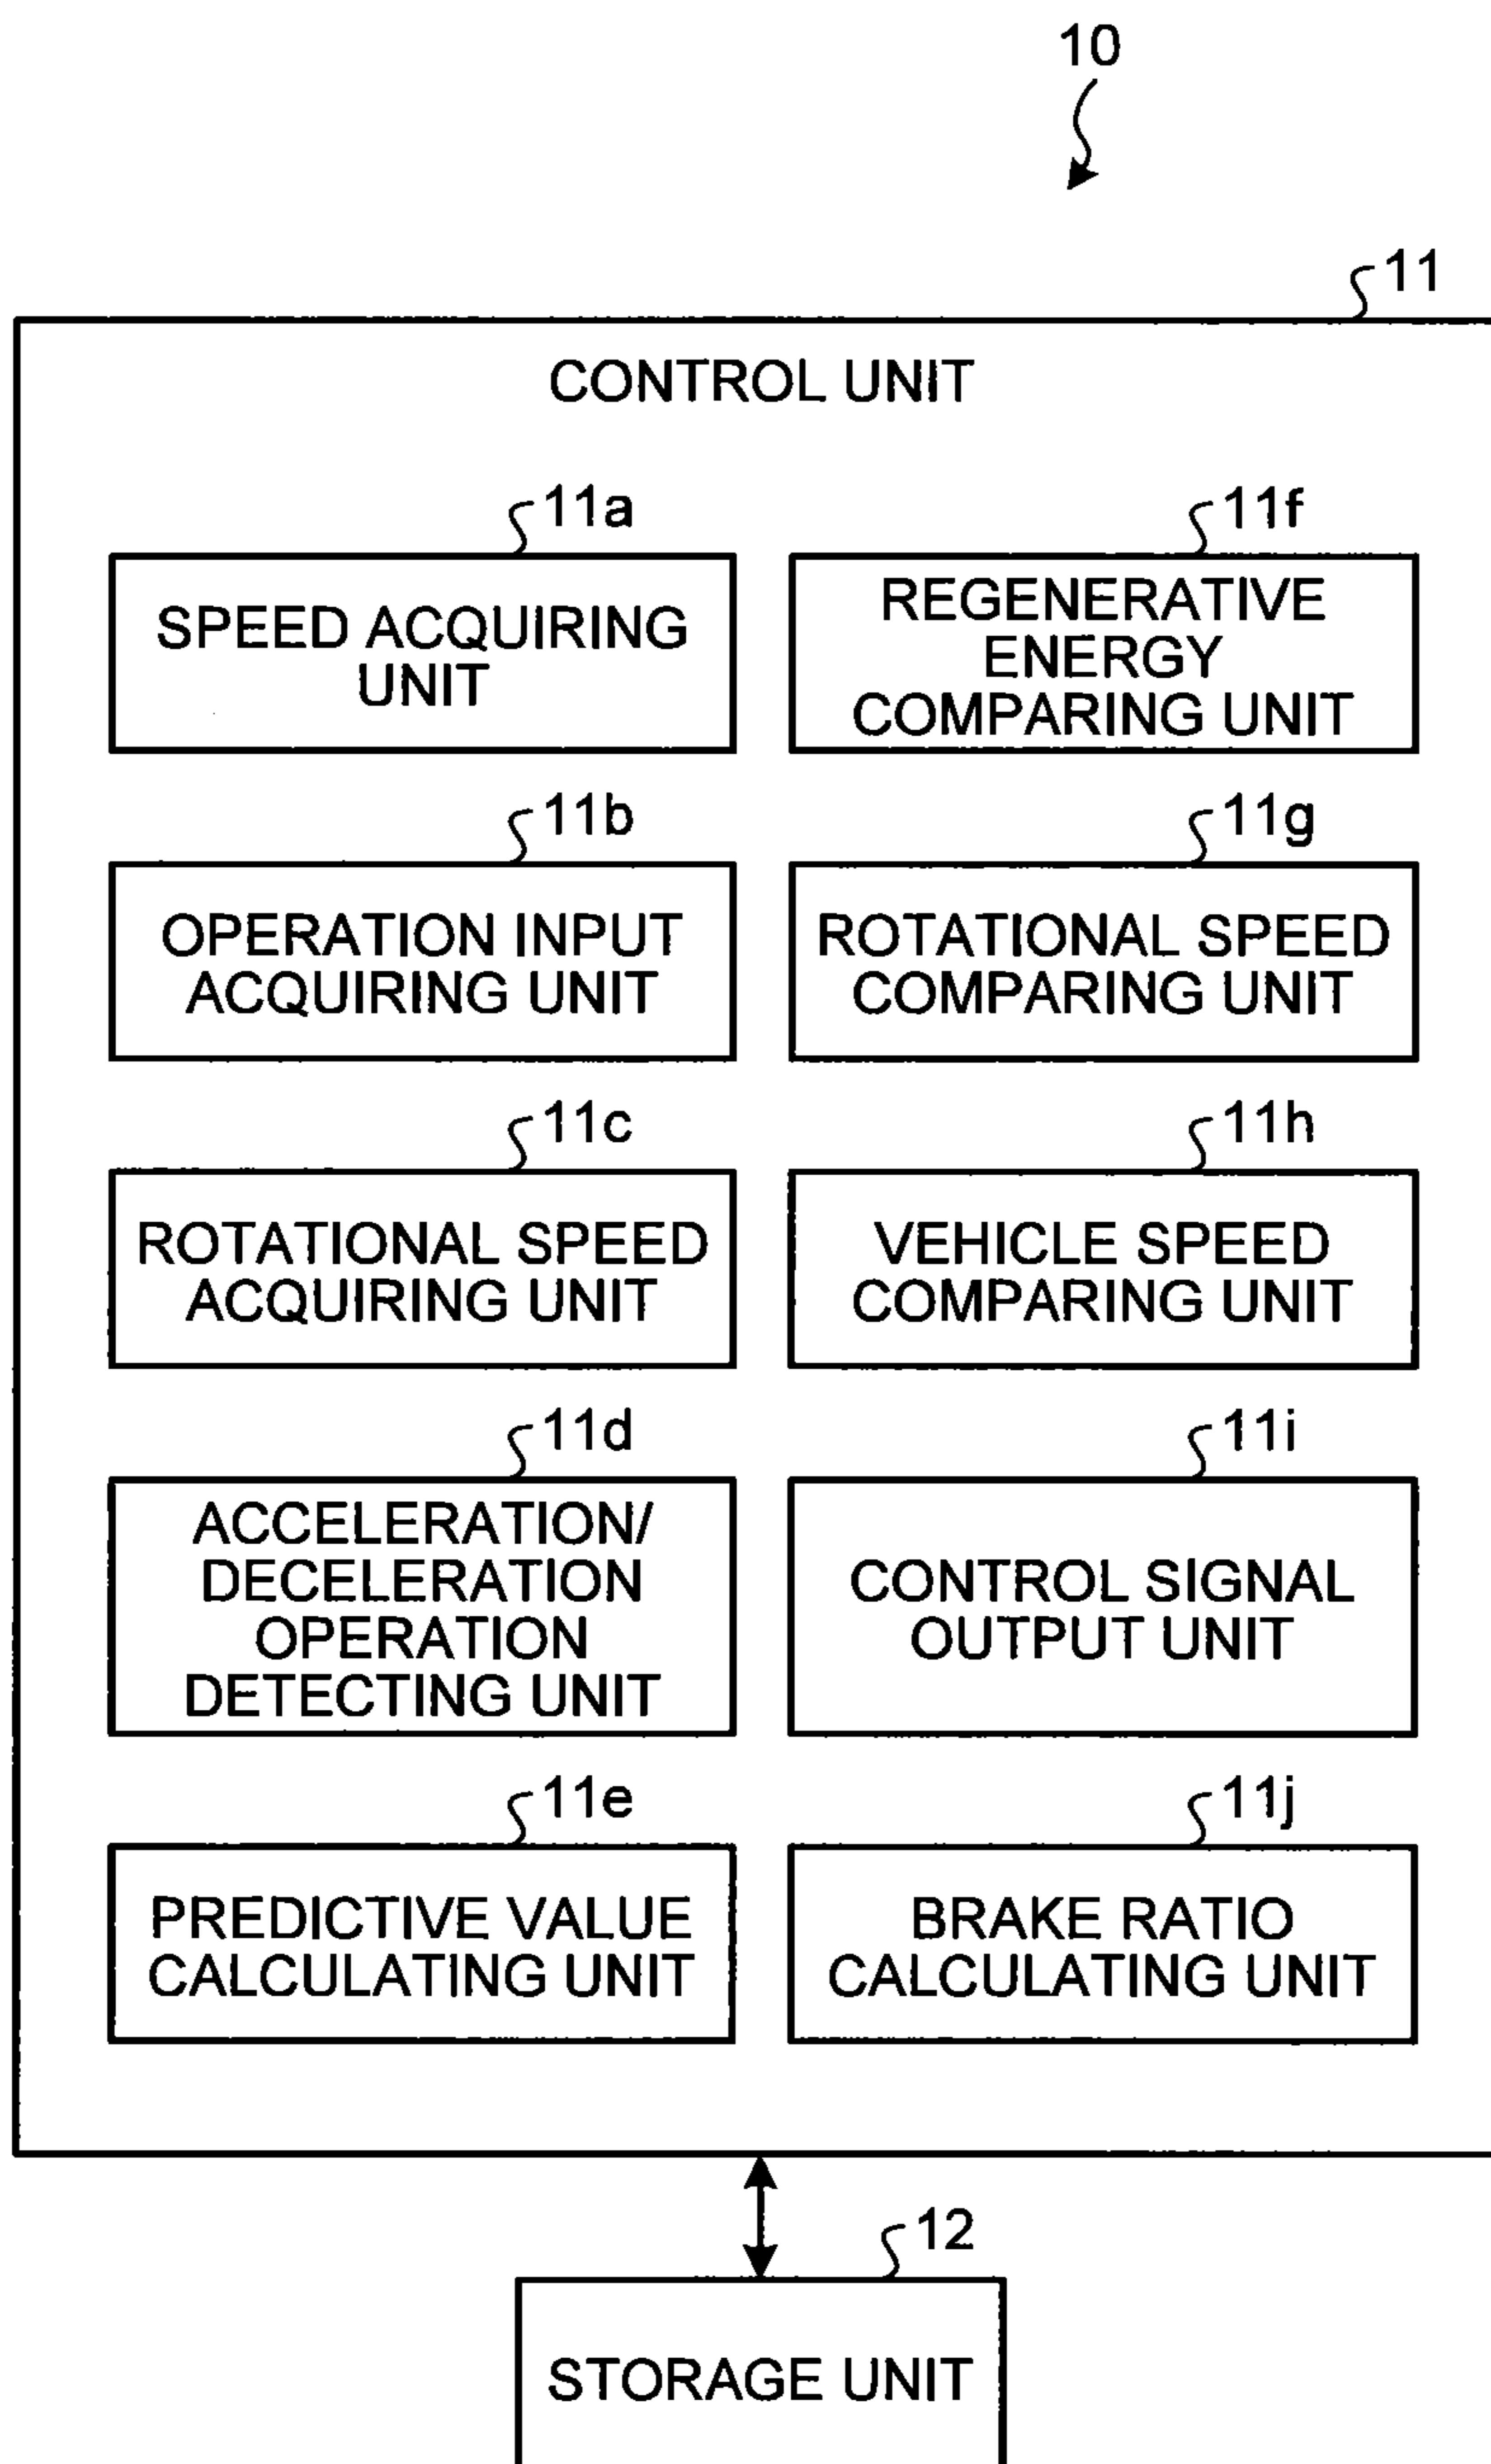 10
11
CONTROL UNIT
11a
SPEED ACQUIRING
UNIT
11f
REGENERATIVE
ENERGY
COMPARING UNIT
11b
OPERATION INPUT
ACQUIRING UNIT
11g
ROTATIONAL SPEED
COMPARING UNIT
11c
ROTATIONAL SPEED
ACQUIRING UNIT
11h
VEHICLE SPEED
COMPARING UNIT
11d
ACCELERATION/
DECELERATION
OPERATION
DETECTING UNIT
11i
CONTROL SIGNAL
OUTPUT UNIT
11e
PREDICTIVE VALUE
CALCULATING UNIT
11j
BRAKE RATIO
CALCULATING UNIT
12
STORAGE UNIT